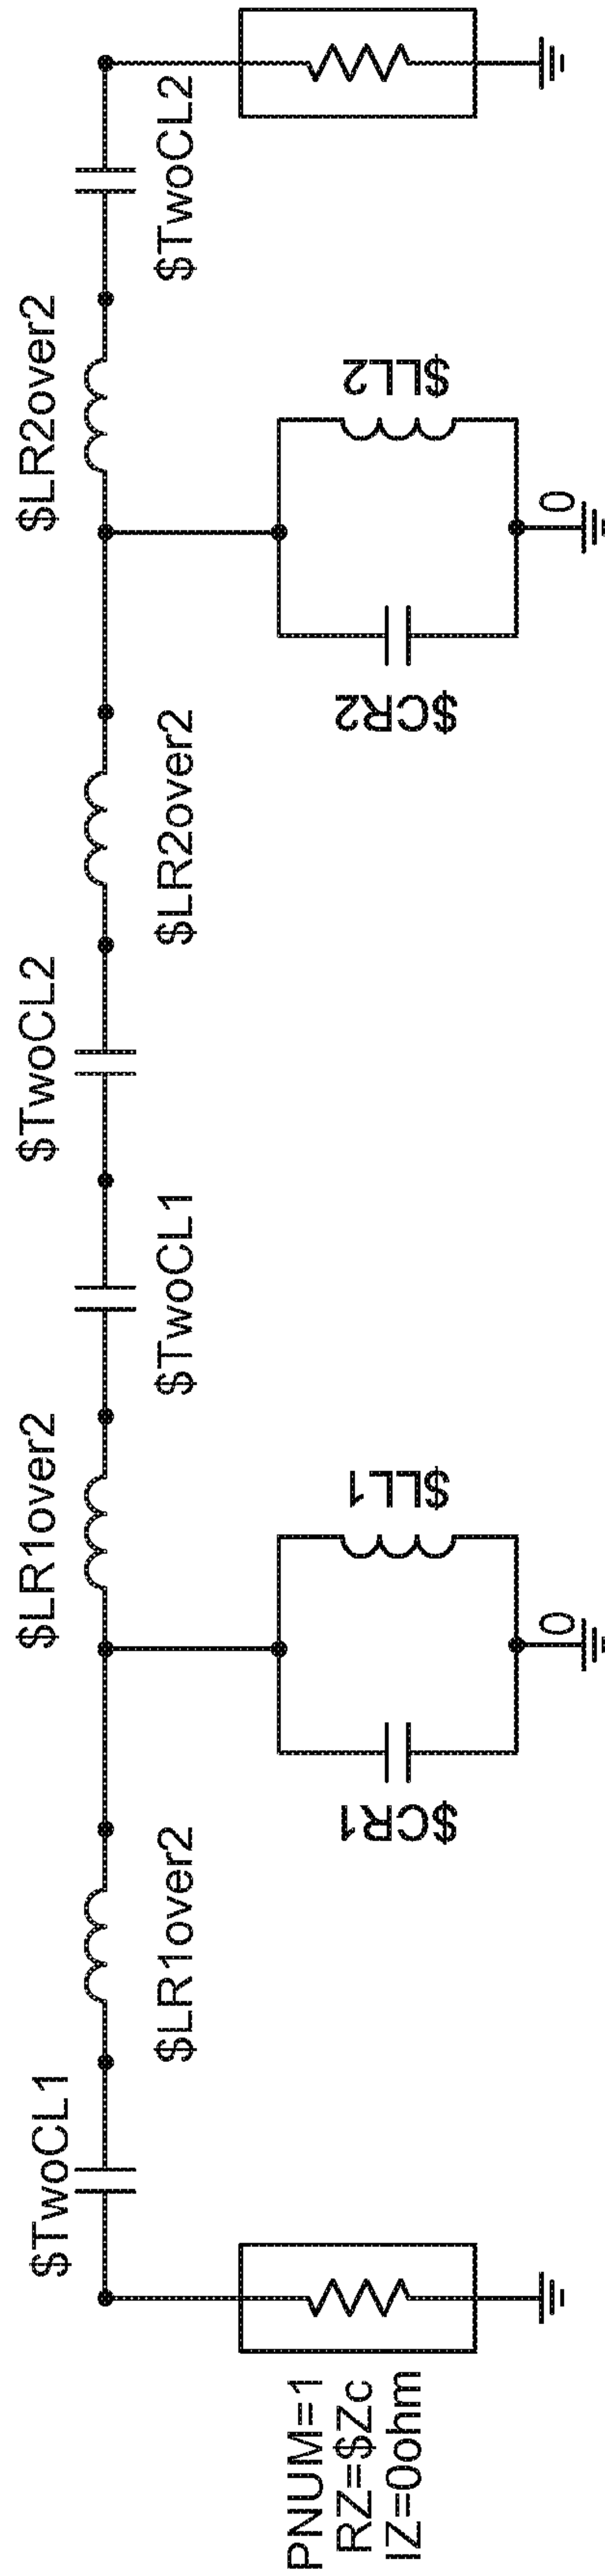 $TwoCL1
$LR1over2
$LR1over2
$TwoCL1
$TwoCL2
$LR2over2
$LR2over2
$TwoCL2
$CR1
$LL1
0
$CR2
$LL2
0
PNUM=1
RZ=$Zc
IZ=0ohm